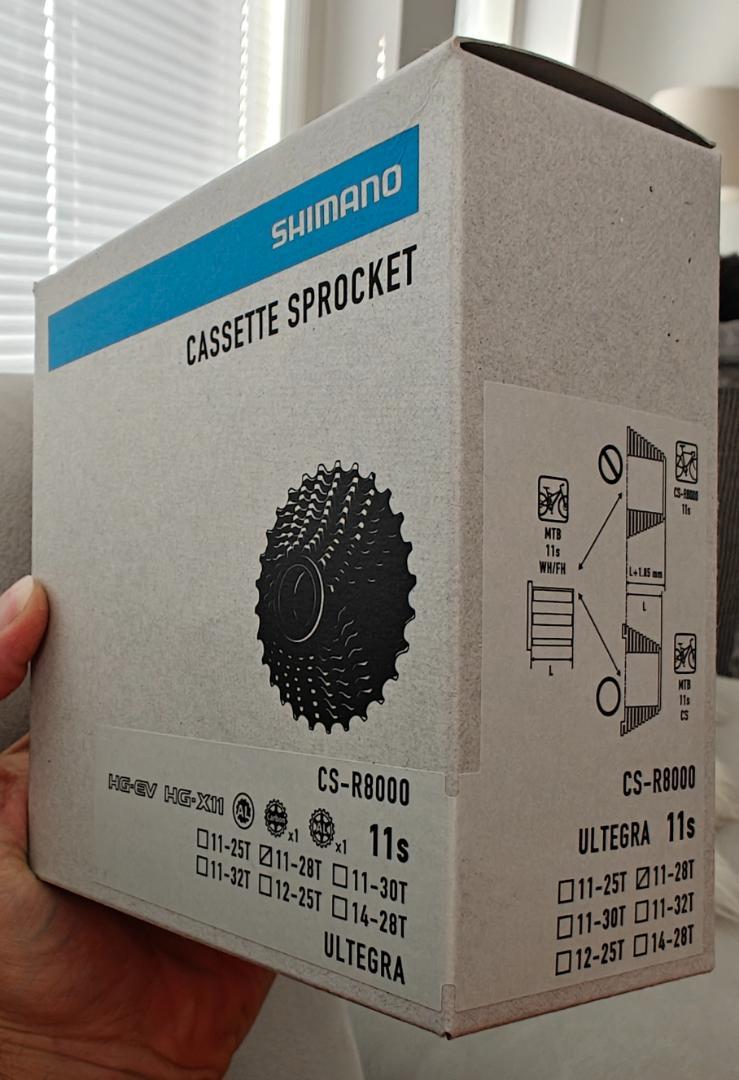 SHIMANO
CASSETTE SPROCKET
CS-R8000
HG-EV HG-X11 AL x1 x1 11s
☐11-25T ☑11-28T ☐11-30T
☐11-32T ☐12-25T ☐14-28T
ULTEGRA
CS-R8000
11s
MTB
11s
WH/FH
L+1.85 mm
L
L
MTB
11s
CS
CS-R8000
ULTEGRA 11s
☐11-25T ☑11-28T
☐11-30T ☐11-32T
☐12-25T ☐14-28T